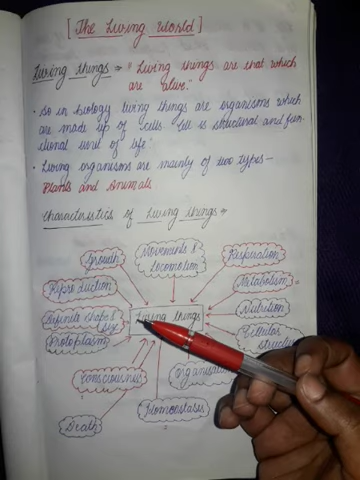 [ The Living World ]
Living things ⇒ "Living things are that which
are alive."
• So in biology living things are organisms which
are made up of cells. Cell is structural and fun-
ctional unit of life.
• Living organisms are mainly of two types-
Plants and Animals
Characteristics of Living things ⇒
Growth
Movements &
Locomotion
Respiration
Reproduction
Metabolism
Definite shape &
size
Living things
Nutrition
Protoplasm
Cellular
structure
Consciousness
Homoeostasis
Death